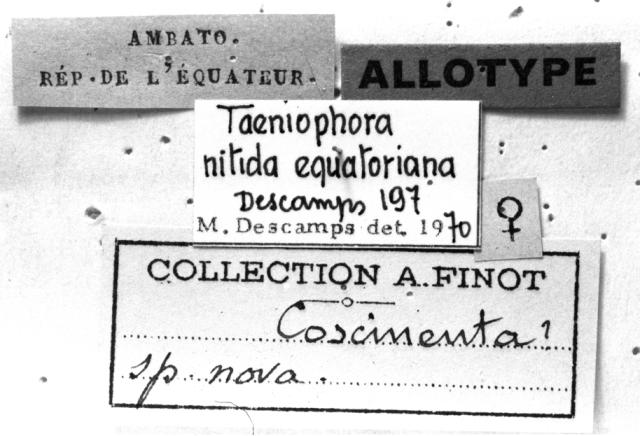 AMBATO.
RÉP. DE L'ÉQUATEUR.
ALLOTYPE
Taeniophora
nitida equatoriana
Descamps 197
M. Descamps det. 1970
♀
COLLECTION A. FINOT
Coscineuta?
sp. nova.